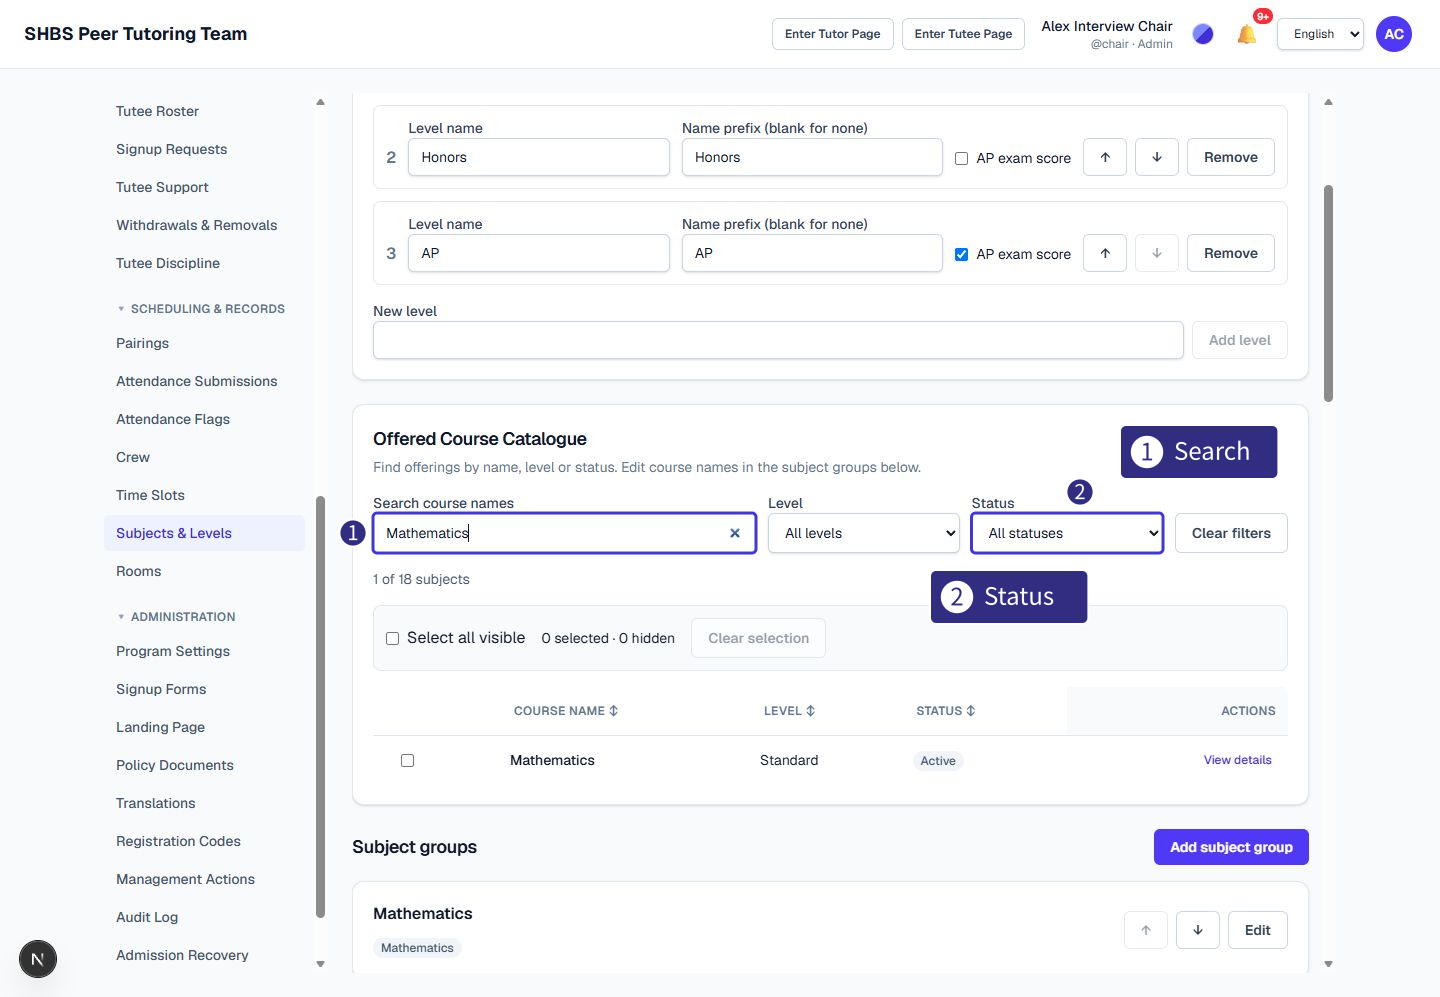 SHBS Peer Tutoring Team
Enter Tutor Page
Enter Tutee Page
Alex Interview Chair
@chair · Admin
9+
English
AC
Tutee Roster
Signup Requests
Tutee Support
Withdrawals & Removals
Tutee Discipline
SCHEDULING & RECORDS
Pairings
Attendance Submissions
Attendance Flags
Crew
Time Slots
Subjects & Levels
Rooms
ADMINISTRATION
Program Settings
Signup Forms
Landing Page
Policy Documents
Translations
Registration Codes
Management Actions
Audit Log
Admission Recovery
N
Level name
Name prefix (blank for none)
2
Honors
Honors
AP exam score
↑
↓
Remove
Level name
Name prefix (blank for none)
3
AP
AP
AP exam score
↑
↓
Remove
New level
Add level
Offered Course Catalogue
Find offerings by name, level or status. Edit course names in the subject groups below.
1 Search
Search course names
Level
Status
2
1
Mathematics
All levels
All statuses
Clear filters
1 of 18 subjects
2 Status
Select all visible
0 selected · 0 hidden
Clear selection
COURSE NAME
LEVEL
STATUS
ACTIONS
Mathematics
Standard
Active
View details
Subject groups
Add subject group
Mathematics
Mathematics
↑
↓
Edit